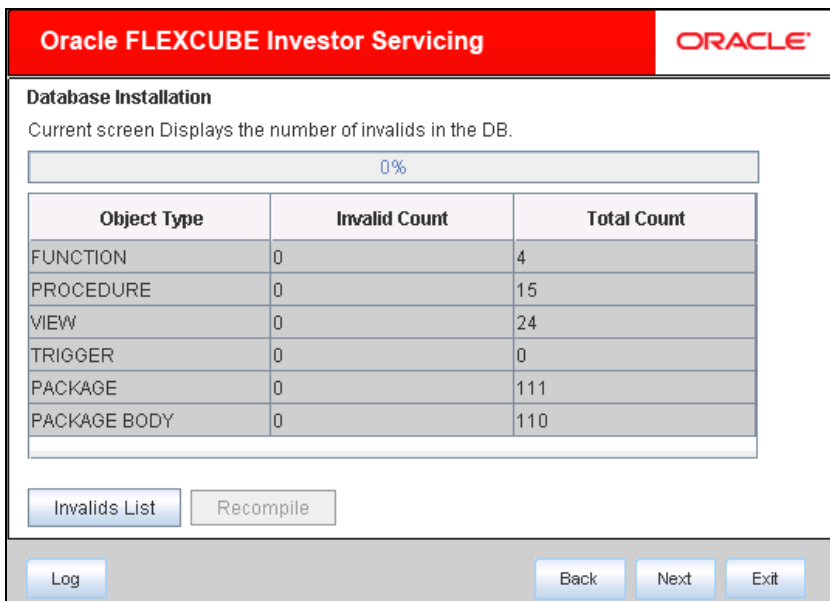 Oracle FLEXCUBE Investor Servicing ORACLE
Database Installation
Current screen Displays the number of invalids in the DB.
0%
Object Type Invalid Count Total Count
FUNCTION 0 4
PROCEDURE 0 15
VIEW 0 24
TRIGGER 0 0
PACKAGE 0 111
PACKAGE BODY 0 110
Invalids List Recompile
Log Back Next Exit